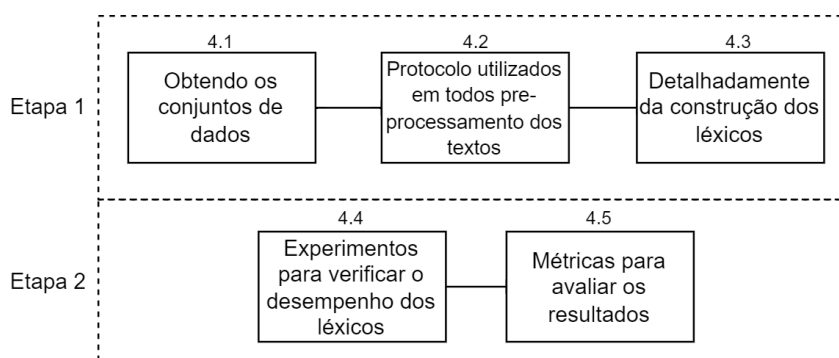 4.1
4.2
4.3
Etapa 1
Obtendo os
conjuntos de
dados
Protocolo utilizados
em todos pre-
processamento dos
textos
Detalhadamente
da construção dos
léxicos
4.4
4.5
Etapa 2
Experimentos
para verificar o
desempenho dos
léxicos
Métricas para
avaliar os
resultados